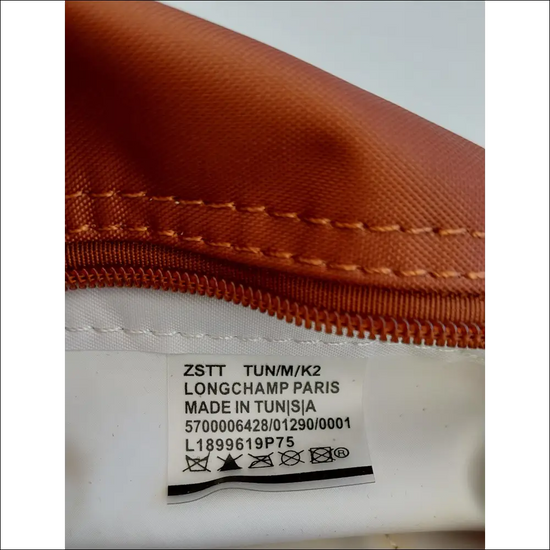 ZSTT TUN/M/K2
LONGCHAMP PARIS
MADE IN TUN|S|A
5700006428/01290/0001
L1899619P75
®